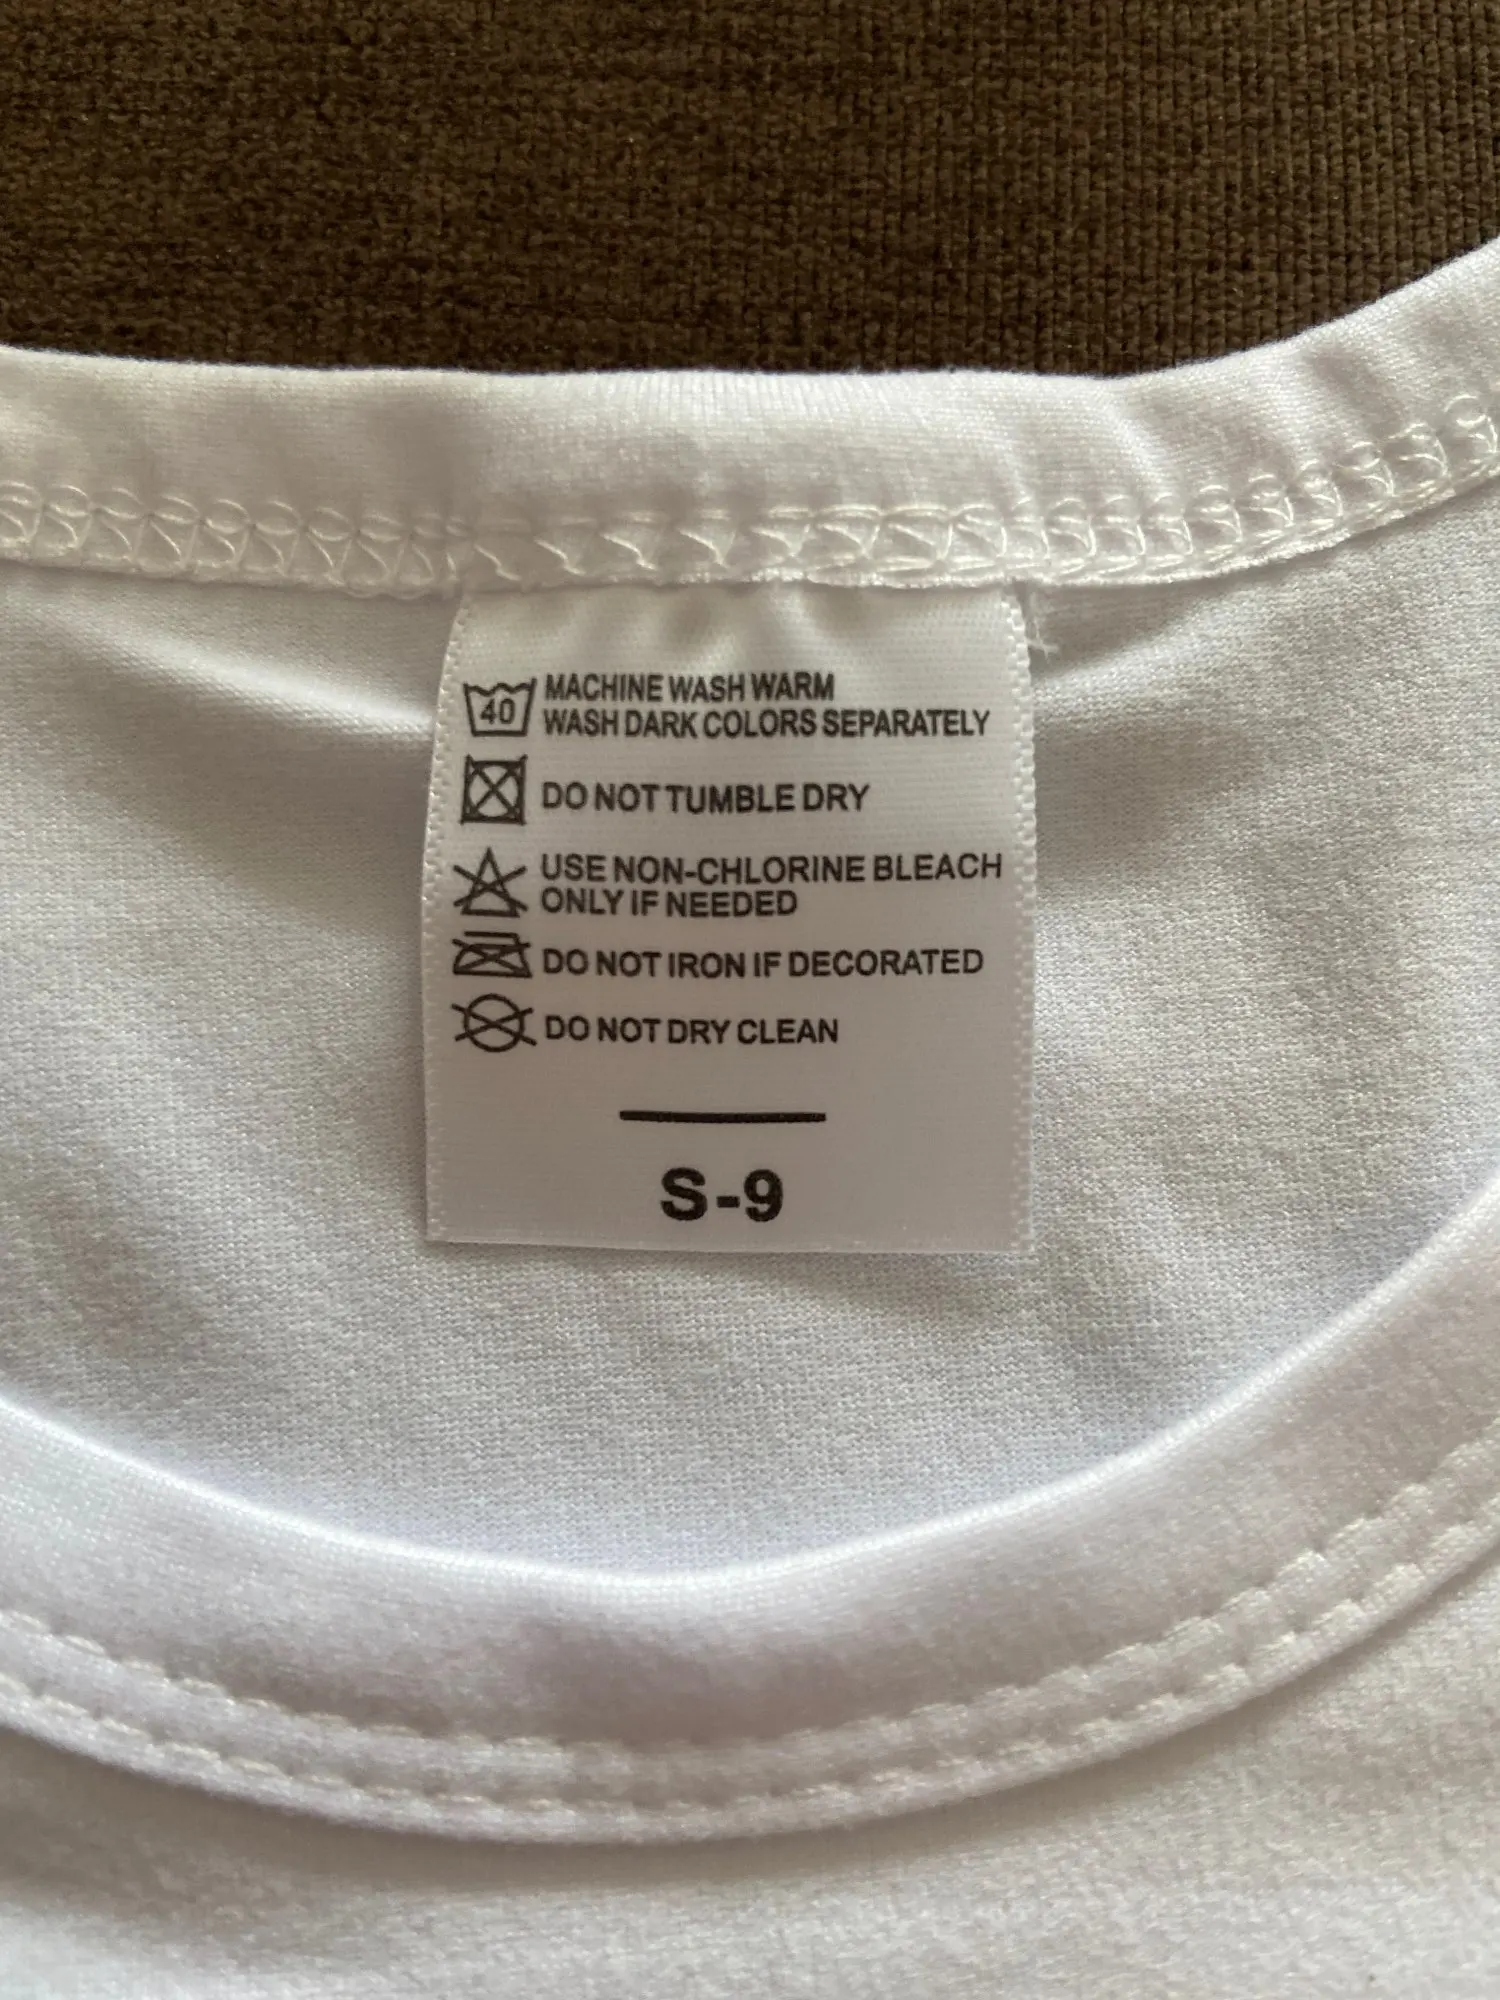 40 MACHINE WASH WARM
WASH DARK COLORS SEPARATELY
DO NOT TUMBLE DRY
USE NON-CHLORINE BLEACH
ONLY IF NEEDED
DO NOT IRON IF DECORATED
DO NOT DRY CLEAN
S-9